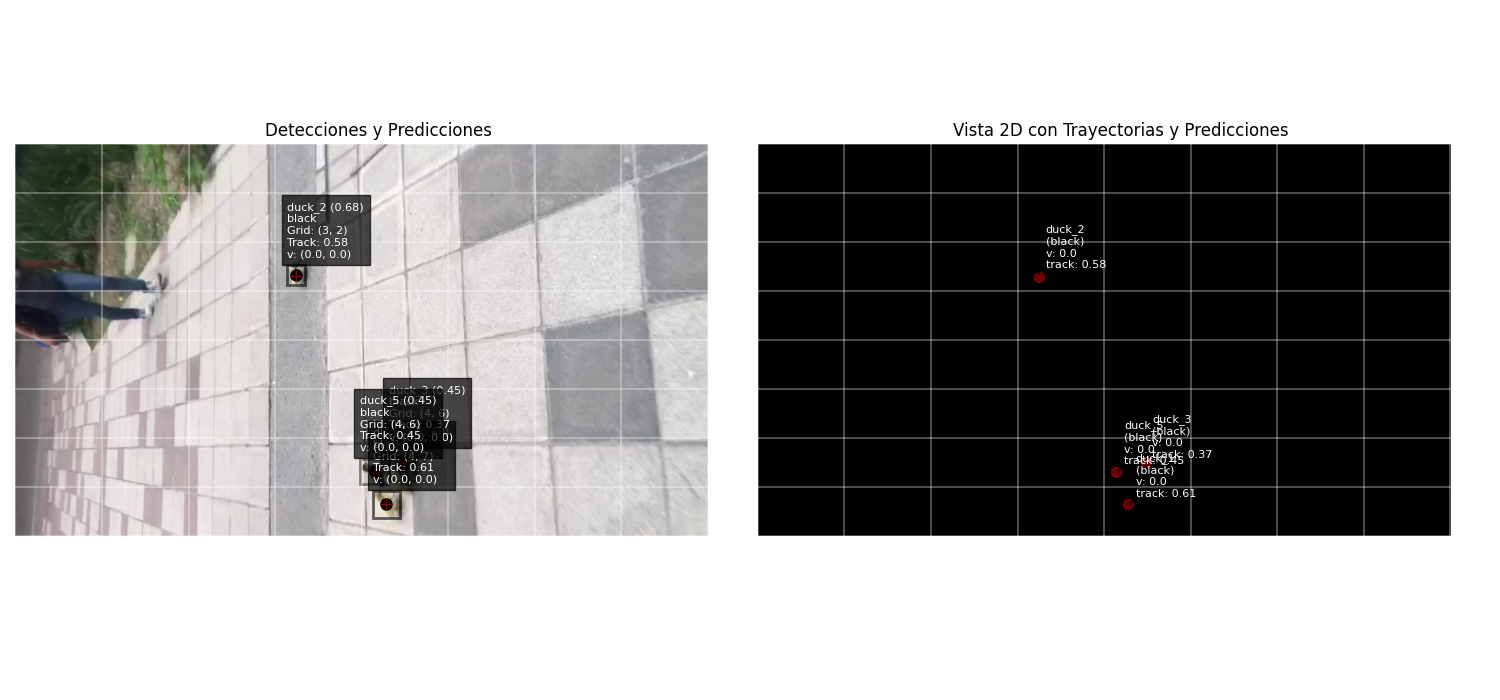 Detecciones y Predicciones
duck_2 (0.68)
black
Grid: (3, 2)
Track: 0.58
v: (0.0, 0.0)
duck_3 (0.45)
Grid: (4, 6)
0.37
0.0)
duck_5 (0.45)
black
Grid: (4, 6)
Track: 0.45
v: (0.0, 0.0)
Grid: (4, 7)
Track: 0.61
v: (0.0, 0.0)
Vista 2D con Trayectorias y Predicciones
duck_2
(black)
v: 0.0
track: 0.58
duck_3
(black)
v: 0.0
track: 0.37
(black)
v: 0.0
track: 0.45
(black)
v: 0.0
track: 0.61